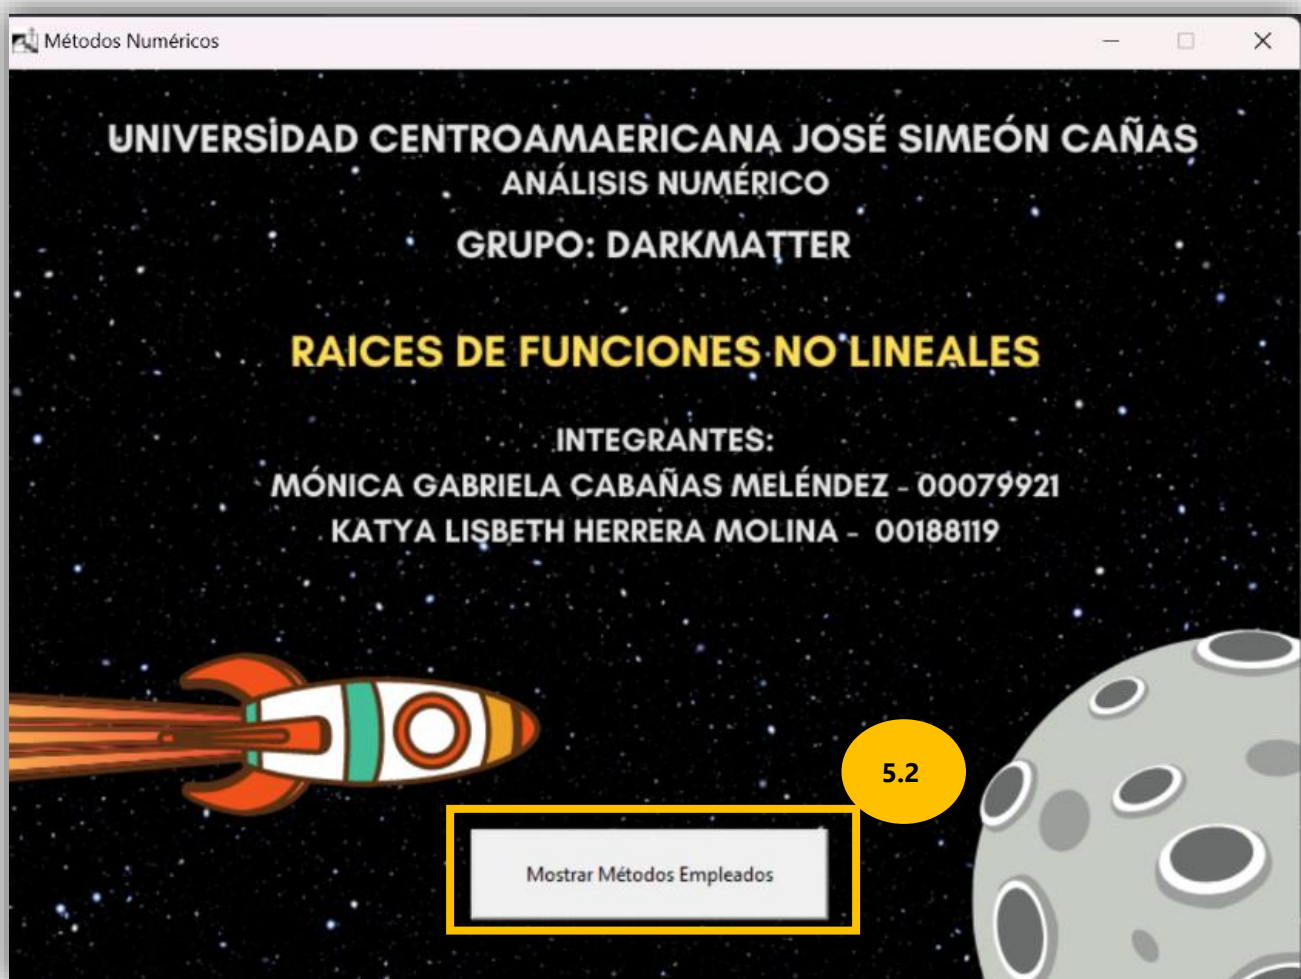 Métodos Numéricos
UNIVERSIDAD CENTROAMAERICANA JOSÉ SIMEÓN CAÑAS
ANÁLISIS NUMÉRICO
GRUPO: DARKMATTER
RAICES DE FUNCIONES NO LINEALES
INTEGRANTES:
MÓNICA GABRIELA CABAÑAS MELÉNDEZ - 00079921
KATYA LISBETH HERRERA MOLINA - 00188119
5.2
Mostrar Métodos Empleados